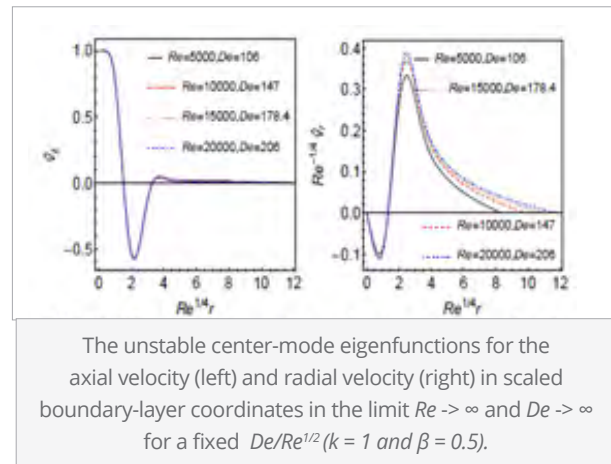 1.0
0.5
0.0
−0.5
Re=5000,De=106
Re=10000,De=147
Re=15000,De=178.4
Re=20000,De=206
0 2 4 6 8 10 12
Re^{1/4}r
0.4
0.3
0.2
0.1
0.0
−0.1
Re=5000,De=106
Re=15000,De=178.4
Re=10000,De=147
Re=20000,De=206
0 2 4 6 8 10 12
Re^{1/4}r
The unstable center-mode eigenfunctions for the
axial velocity (left) and radial velocity (right) in scaled
boundary-layer coordinates in the limit Re -> ∞ and De -> ∞
for a fixed De/Re^{1/2} (k = 1 and β = 0.5).